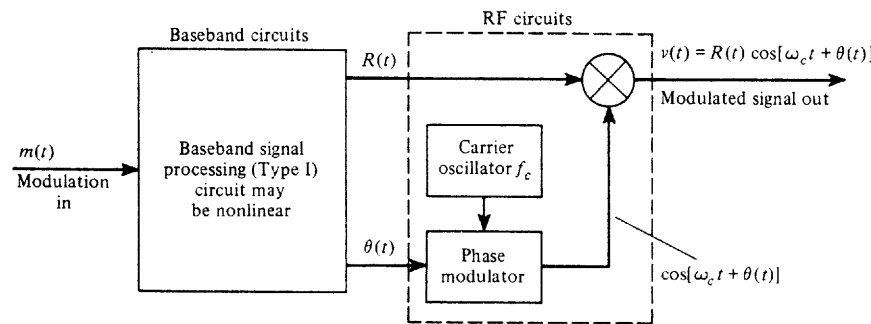 Baseband circuits
RF circuits
R(t)
v(t) = R(t) cos[ω_c t + θ(t)]
Modulated signal out
m(t)
Modulation
in
Baseband signal
processing (Type I)
circuit may
be nonlinear
Carrier
oscillator f_c
θ(t)
Phase
modulator
cos[ω_c t + θ(t)]